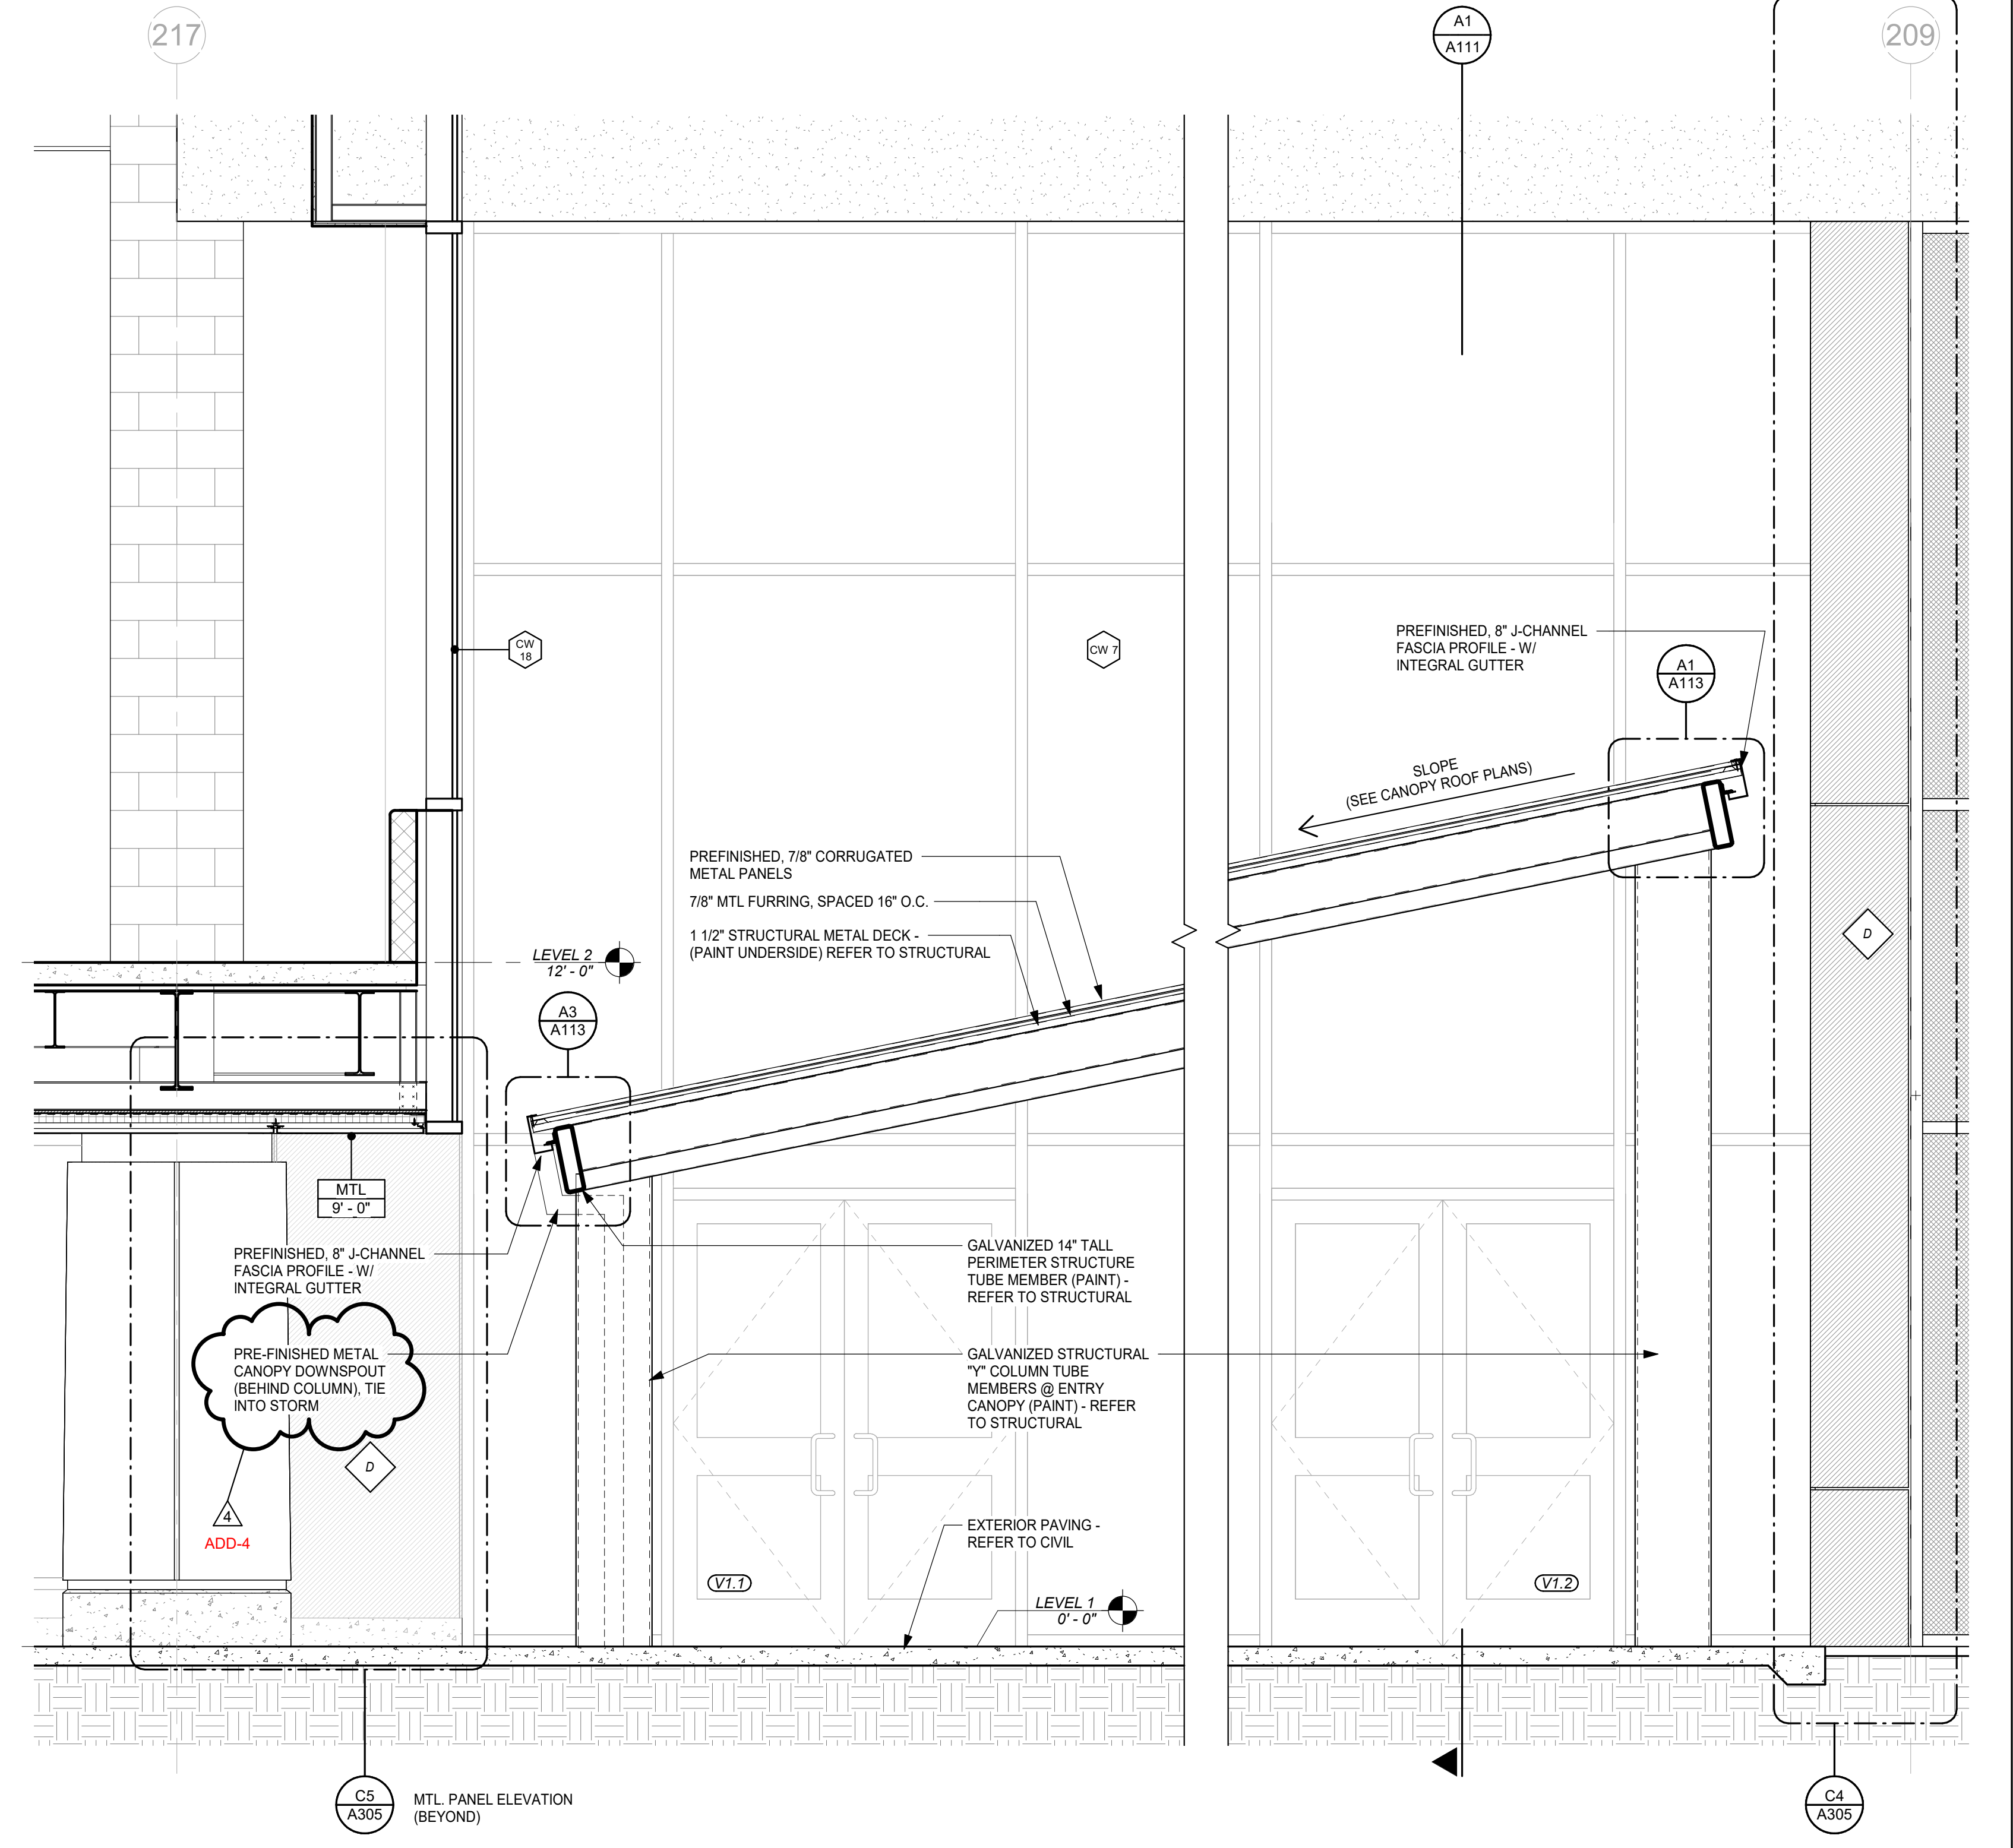 217
A1
A111
209
CW
18
CW 7
PREFINISHED, 8" J-CHANNEL
FASCIA PROFILE - W/
INTEGRAL GUTTER
A1
A113
SLOPE
(SEE CANOPY ROOF PLANS)
PREFINISHED, 7/8" CORRUGATED
METAL PANELS
7/8" MTL FURRING, SPACED 16" O.C.
1 1/2" STRUCTURAL METAL DECK -
(PAINT UNDERSIDE) REFER TO STRUCTURAL
D
LEVEL 2
12' - 0"
A3
A113
MTL
9' - 0"
PREFINISHED, 8" J-CHANNEL
FASCIA PROFILE - W/
INTEGRAL GUTTER
GALVANIZED 14" TALL
PERIMETER STRUCTURE
TUBE MEMBER (PAINT) -
REFER TO STRUCTURAL
PRE-FINISHED METAL
CANOPY DOWNSPOUT
(BEHIND COLUMN), TIE
INTO STORM
GALVANIZED STRUCTURAL
"Y" COLUMN TUBE
MEMBERS @ ENTRY
CANOPY (PAINT) - REFER
TO STRUCTURAL
D
4
ADD-4
EXTERIOR PAVING -
REFER TO CIVIL
V1.1
V1.2
LEVEL 1
0' - 0"
C5
A305
MTL. PANEL ELEVATION
(BEYOND)
C4
A305